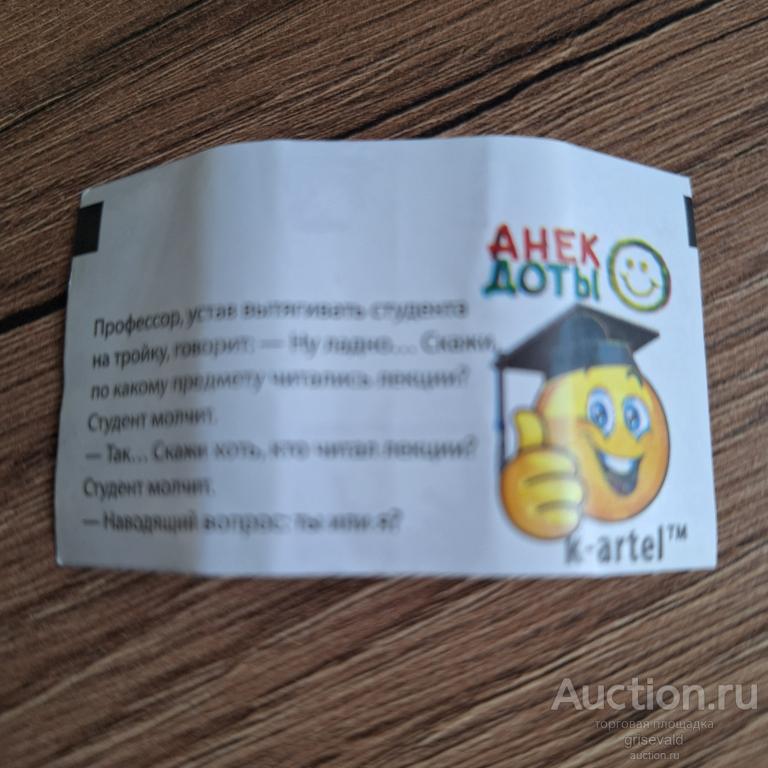 АНЕК
ДОТЫ
Профессор, устав вытягивать студента
на тройку, говорит: — Ну ладно... Скажи,
по какому предмету читались лекции?
Студент молчит.
— Так... Скажи хоть, кто читал лекции?
Студент молчит.
— Наводящий вопрос: ты или я?
k-artel™
Auction.ru
торговая площадка
grisevald
auction.ru